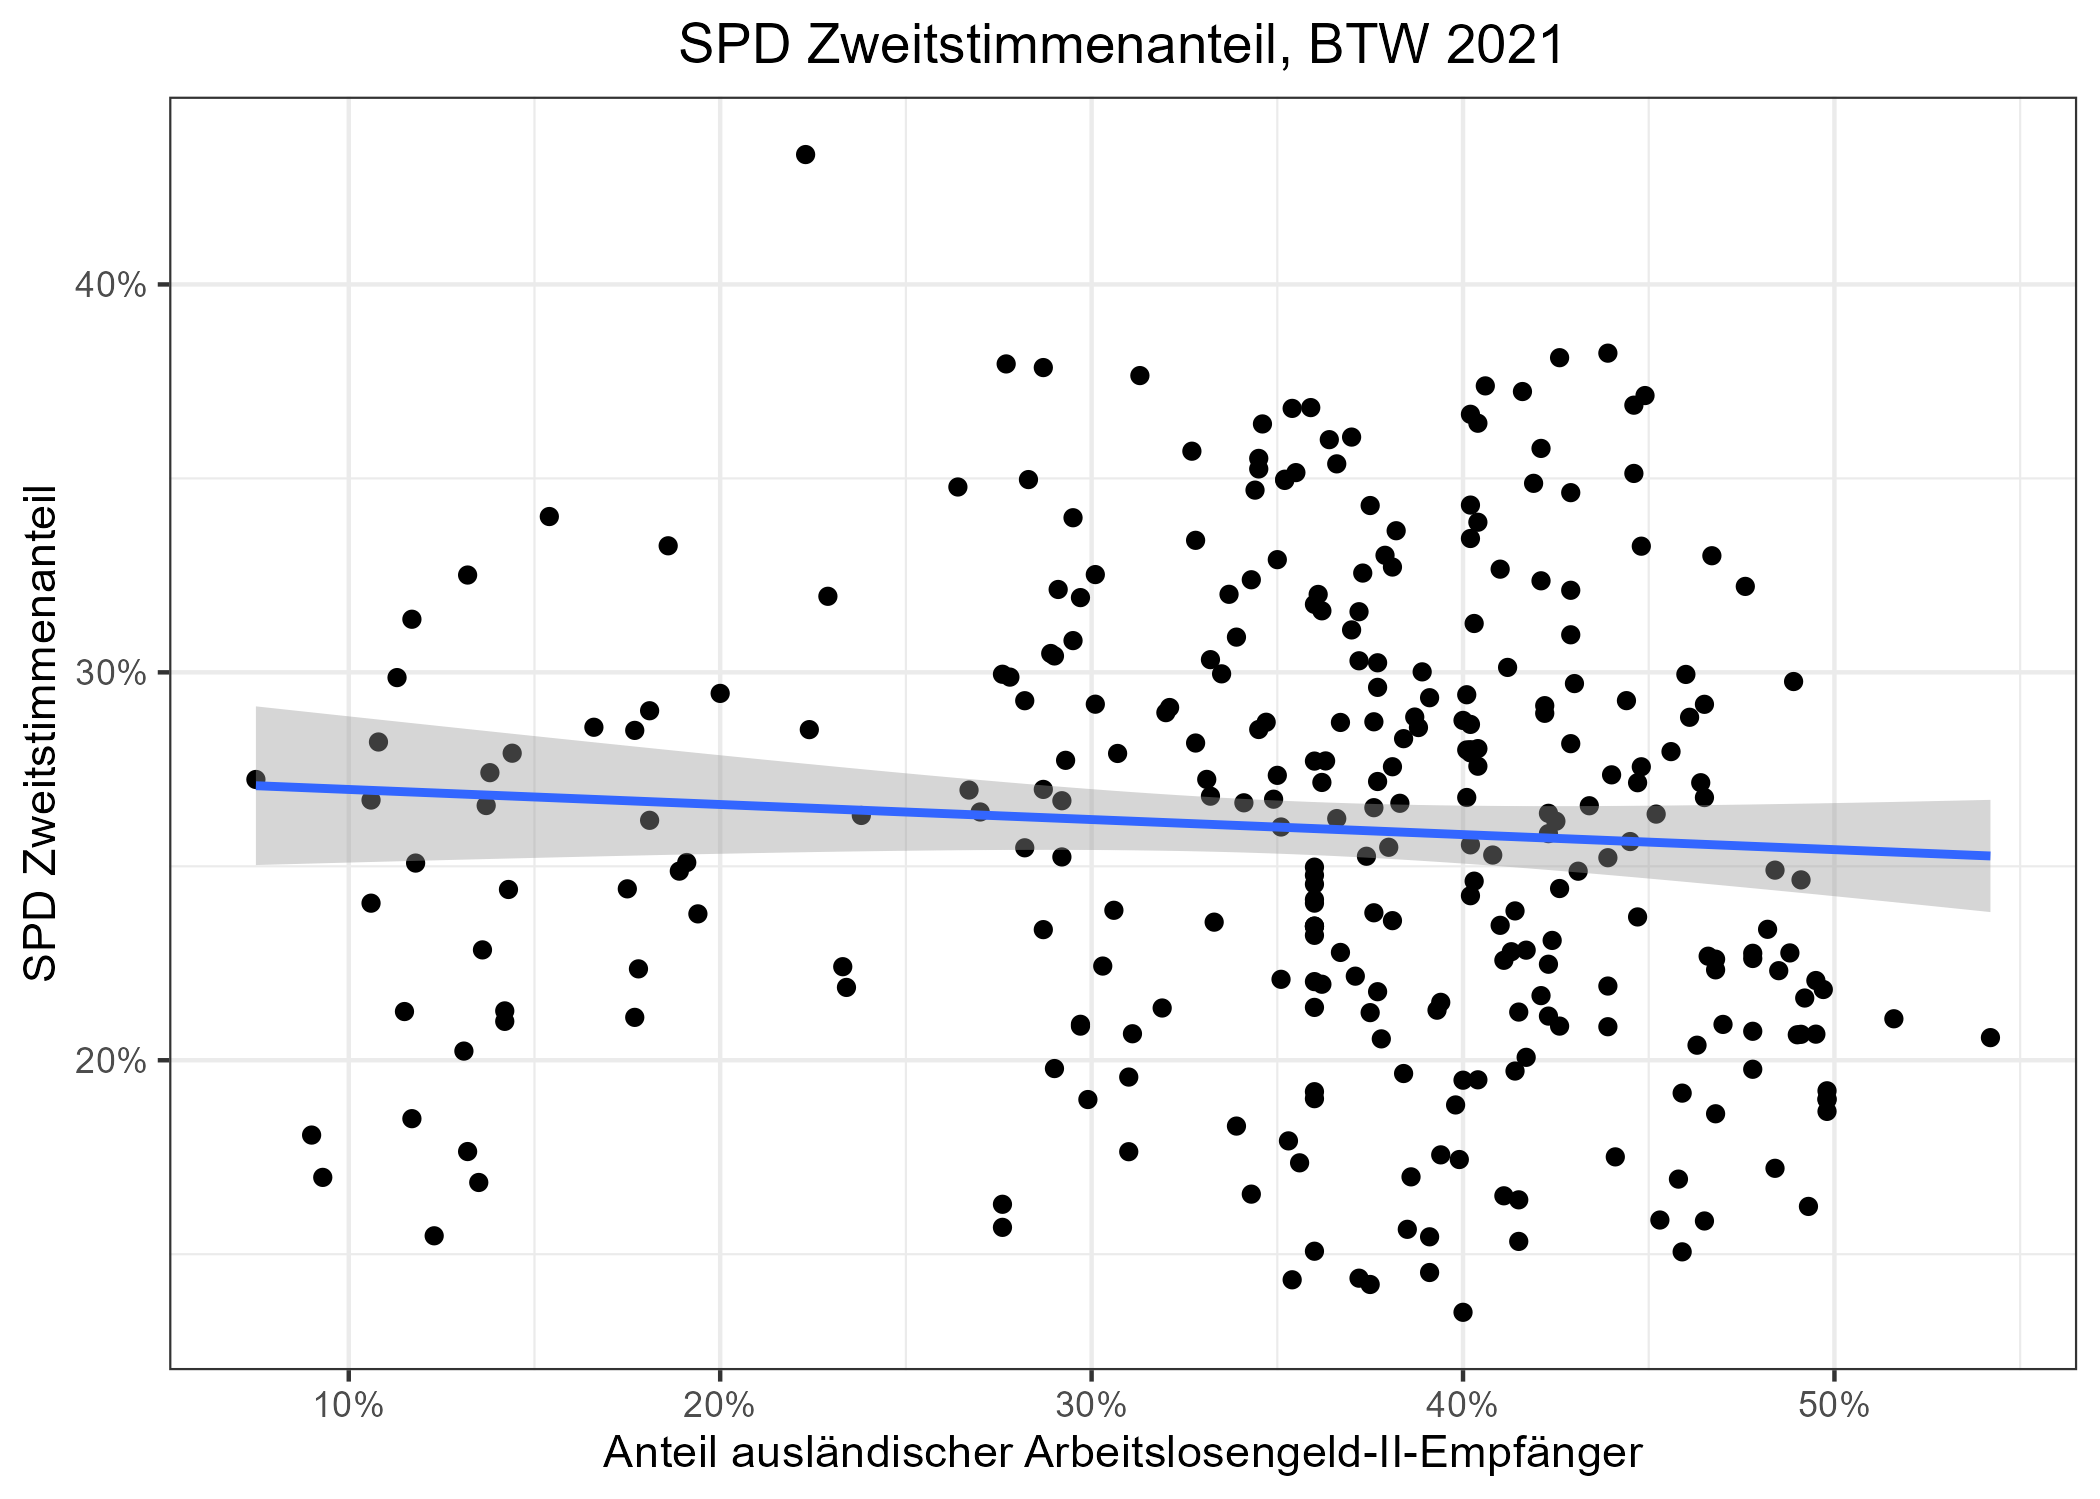 SPD Zweitstimmenanteil, BTW 2021
SPD Zweitstimmenanteil
40%
30%
20%
10% 20% 30% 40% 50%
Anteil ausländischer Arbeitslosengeld-II-Empfänger